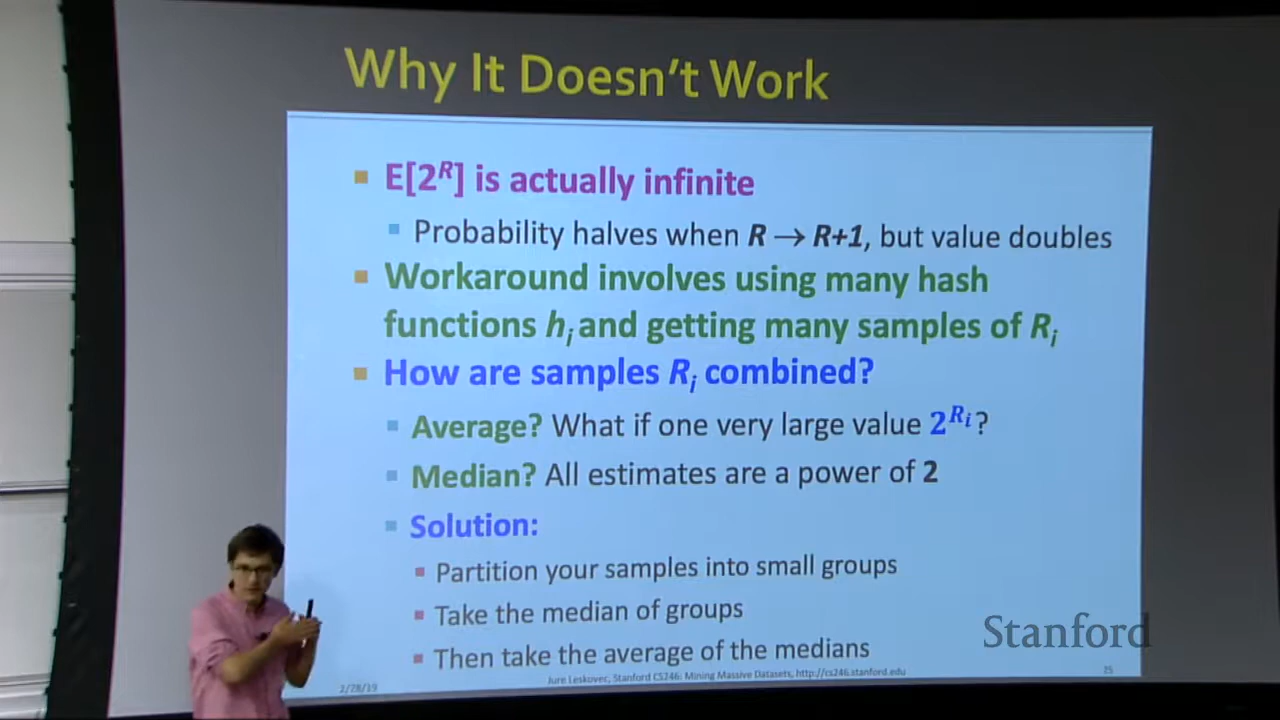 Why It Doesn't Work
E[2^R] is actually infinite
Probability halves when R → R+1, but value doubles
Workaround involves using many hash
functions h_i and getting many samples of R_i
How are samples R_i combined?
Average? What if one very large value 2^{R_i}?
Median? All estimates are a power of 2
Solution:
Partition your samples into small groups
Take the median of groups
Then take the average of the medians
Stanford
2/28/19
Jure Leskovec, Stanford CS246: Mining Massive Datasets, http://cs246.stanford.edu
25